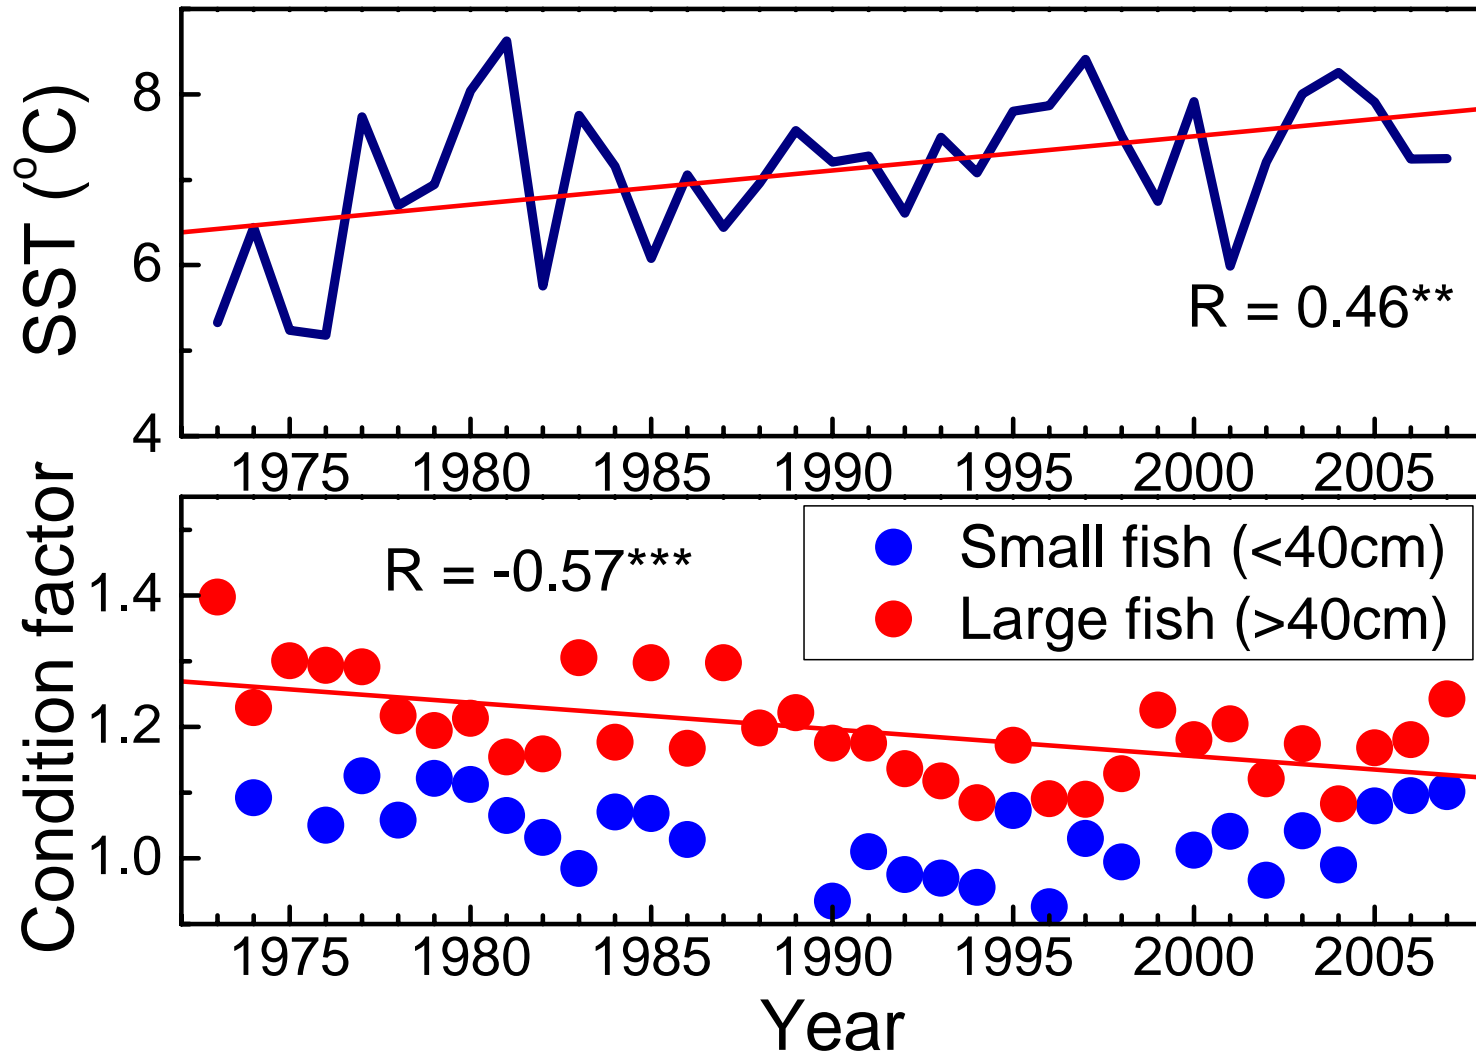 SST (°C)
8
6
4
R = 0.46**
1975 1980 1985 1990 1995 2000 2005
Condition factor
1.4
1.2
1.0
R = -0.57***
Small fish (<40cm)
Large fish (>40cm)
1975 1980 1985 1990 1995 2000 2005
Year